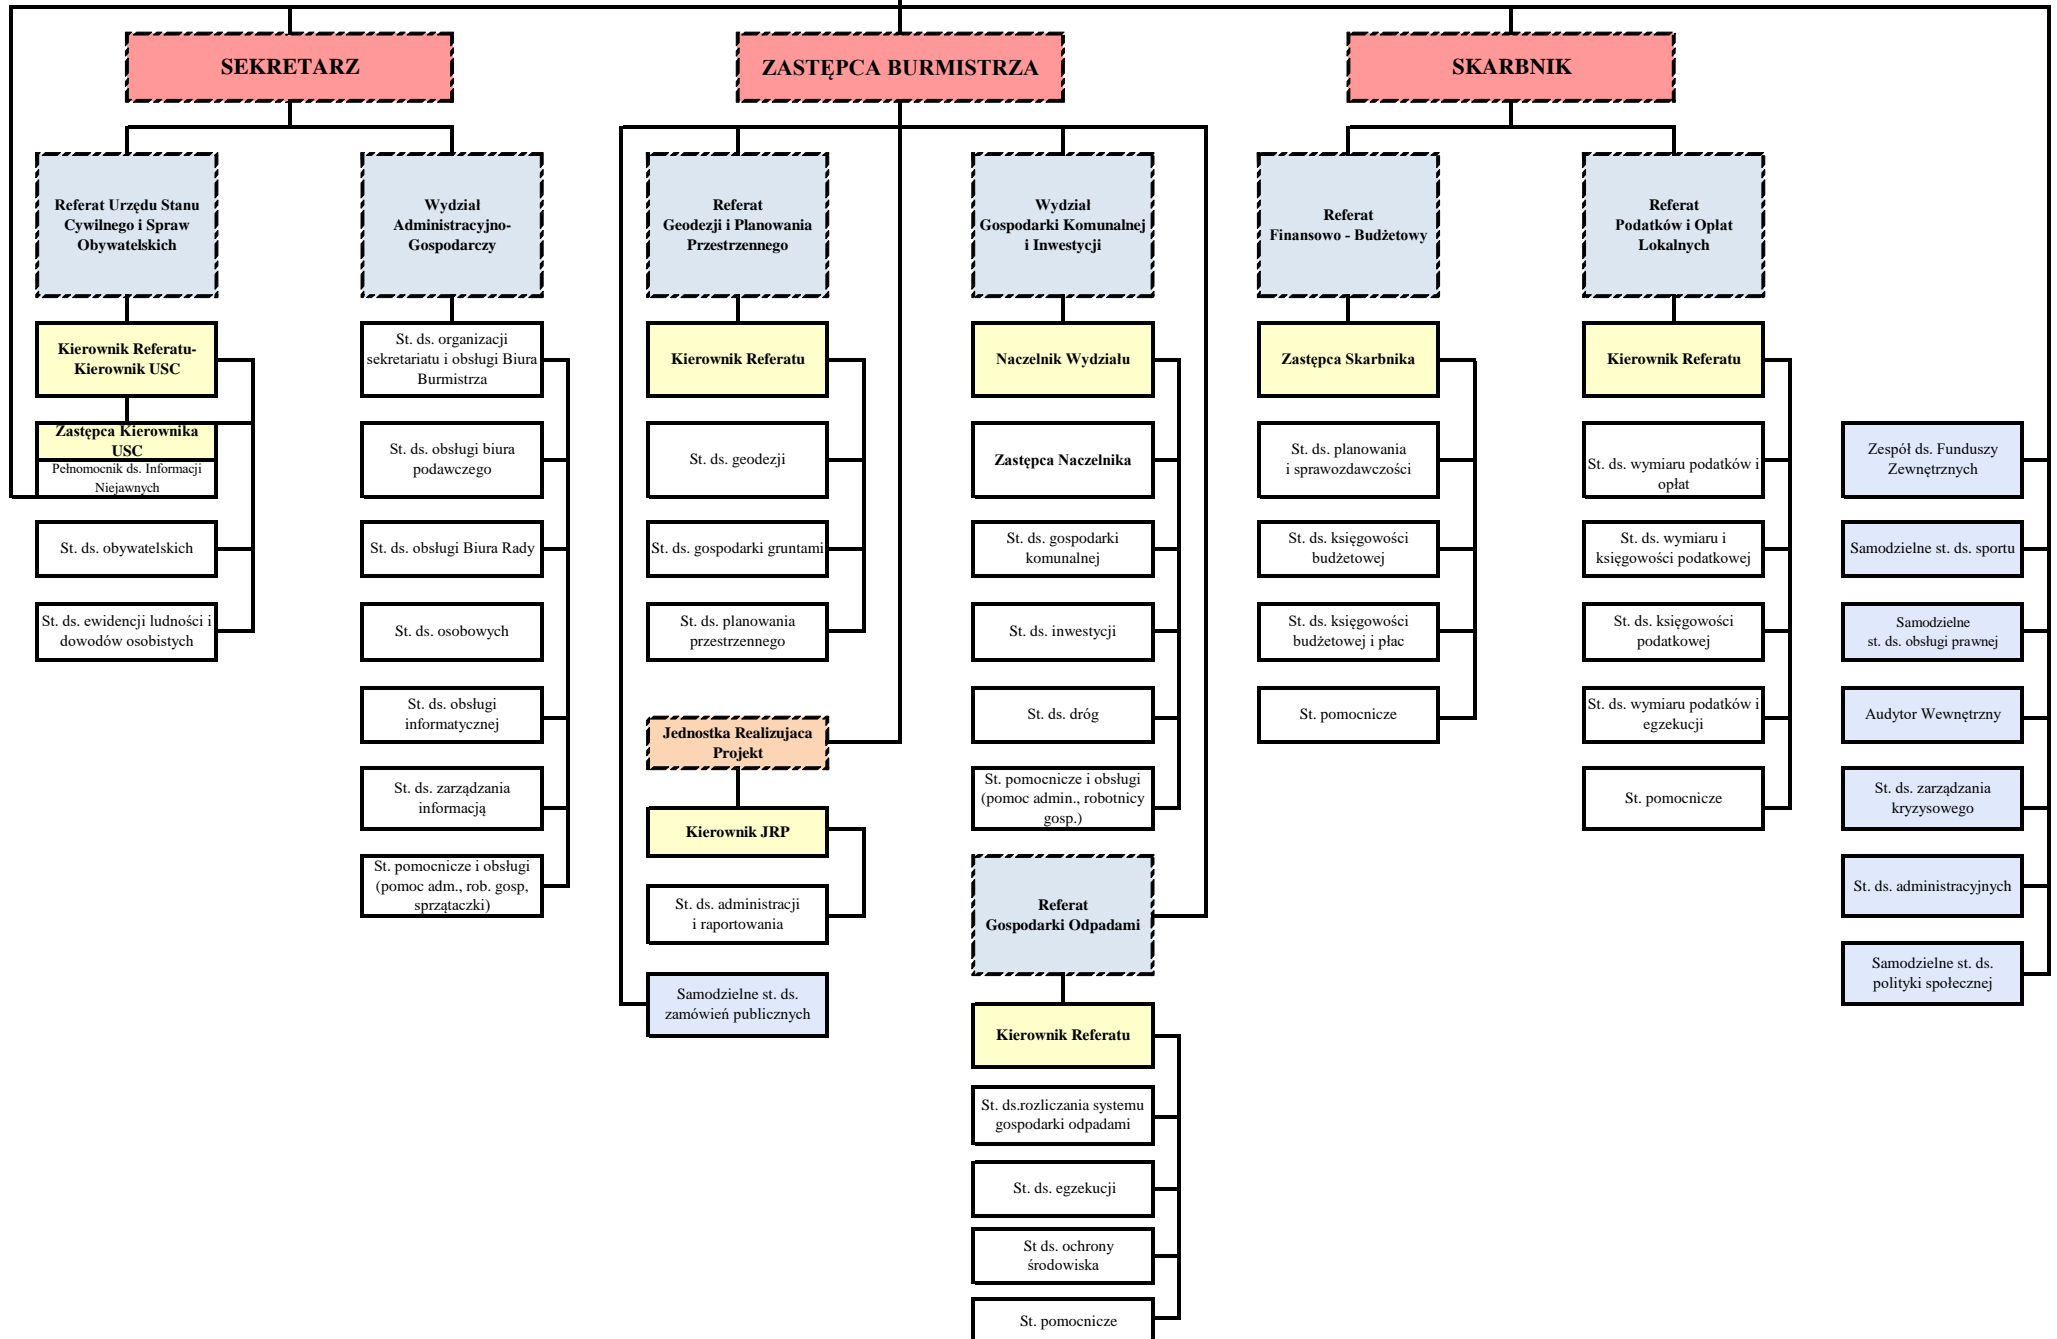 SEKRETARZ
ZASTĘPCA BURMISTRZA
SKARBNIK
Referat Urzędu Stanu
Cywilnego i Spraw
Obywatelskich
Wydział
Administracyjno-
Gospodarczy
Referat
Geodezji i Planowania
Przestrzennego
Wydział
Gospodarki Komunalnej
i Inwestycji
Referat
Finansowo - Budżetowy
Referat
Podatków i Opłat
Lokalnych
Kierownik Referatu-
Kierownik USC
Zastępca Kierownika
USC
Pełnomocnik ds. Informacji
Niejawnych
St. ds. obywatelskich
St. ds. ewidencji ludności i
dowodów osobistych
St. ds. organizacji
sekretariatu i obsługi Biura
Burmistrza
St. ds. obsługi biura
podawczego
St. ds. obsługi Biura Rady
St. ds. osobowych
St. ds. obsługi
informatycznej
St. ds. zarządzania
informacją
St. pomocnicze i obsługi
(pomoc adm., rob. gosp,
sprzątaczki)
Kierownik Referatu
St. ds. geodezji
St. ds. gospodarki gruntami
St. ds. planowania
przestrzennego
Jednostka Realizujaca
Projekt
Kierownik JRP
St. ds. administracji
i raportowania
Samodzielne st. ds.
zamówień publicznych
Naczelnik Wydziału
Zastępca Naczelnika
St. ds. gospodarki
komunalnej
St. ds. inwestycji
St. ds. dróg
St. pomocnicze i obsługi
(pomoc admin., robotnicy
gosp.)
Referat
Gospodarki Odpadami
Kierownik Referatu
St. ds.rozliczania systemu
gospodarki odpadami
St. ds. egzekucji
St ds. ochrony
środowiska
St. pomocnicze
Zastępca Skarbnika
St. ds. planowania
i sprawozdawczości
St. ds. księgowości
budżetowej
St. ds. księgowości
budżetowej i płac
St. pomocnicze
Kierownik Referatu
St. ds. wymiaru podatków i
opłat
St. ds. wymiaru i
księgowości podatkowej
St. ds. księgowości
podatkowej
St. ds. wymiaru podatków i
egzekucji
St. pomocnicze
Zespół ds. Funduszy
Zewnętrznych
Samodzielne st. ds. sportu
Samodzielne
st. ds. obsługi prawnej
Audytor Wewnętrzny
St. ds. zarządzania
kryzysowego
St. ds. administracyjnych
Samodzielne st. ds.
polityki społecznej